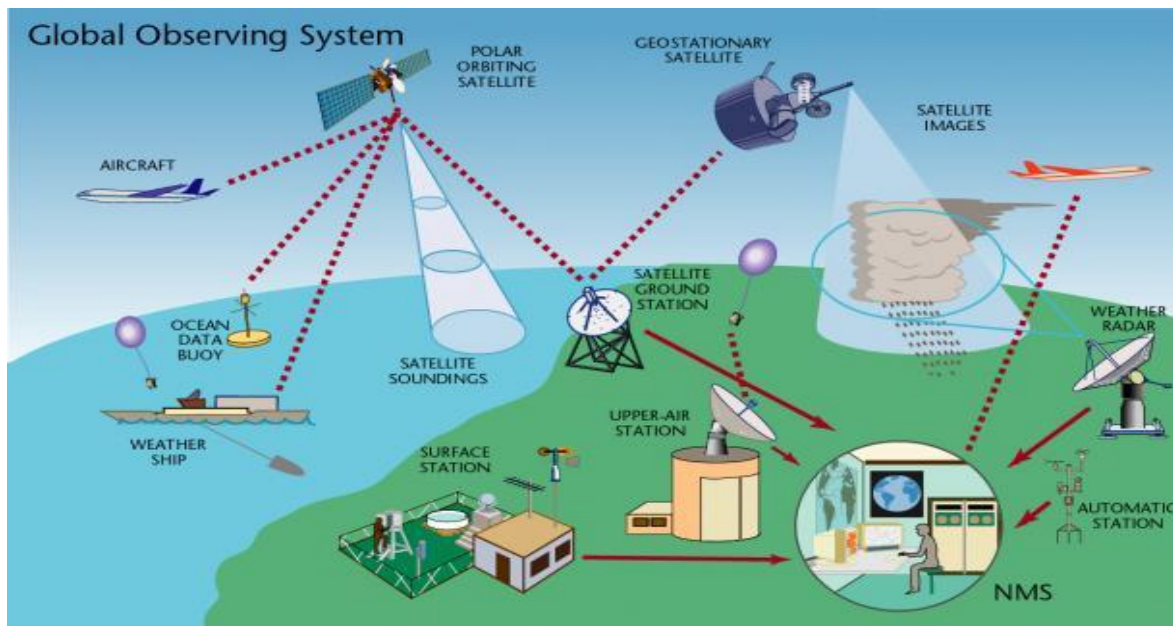 Global Observing System
POLAR
ORBITING
SATELLITE
GEOSTATIONARY
SATELLITE
SATELLITE
IMAGES
AIRCRAFT
OCEAN
DATA
BUOY
SATELLITE
SOUNDINGS
SATELLITE
GROUND
STATION
WEATHER
RADAR
WEATHER
SHIP
SURFACE
STATION
UPPER-AIR
STATION
AUTOMATIC
STATION
NMS